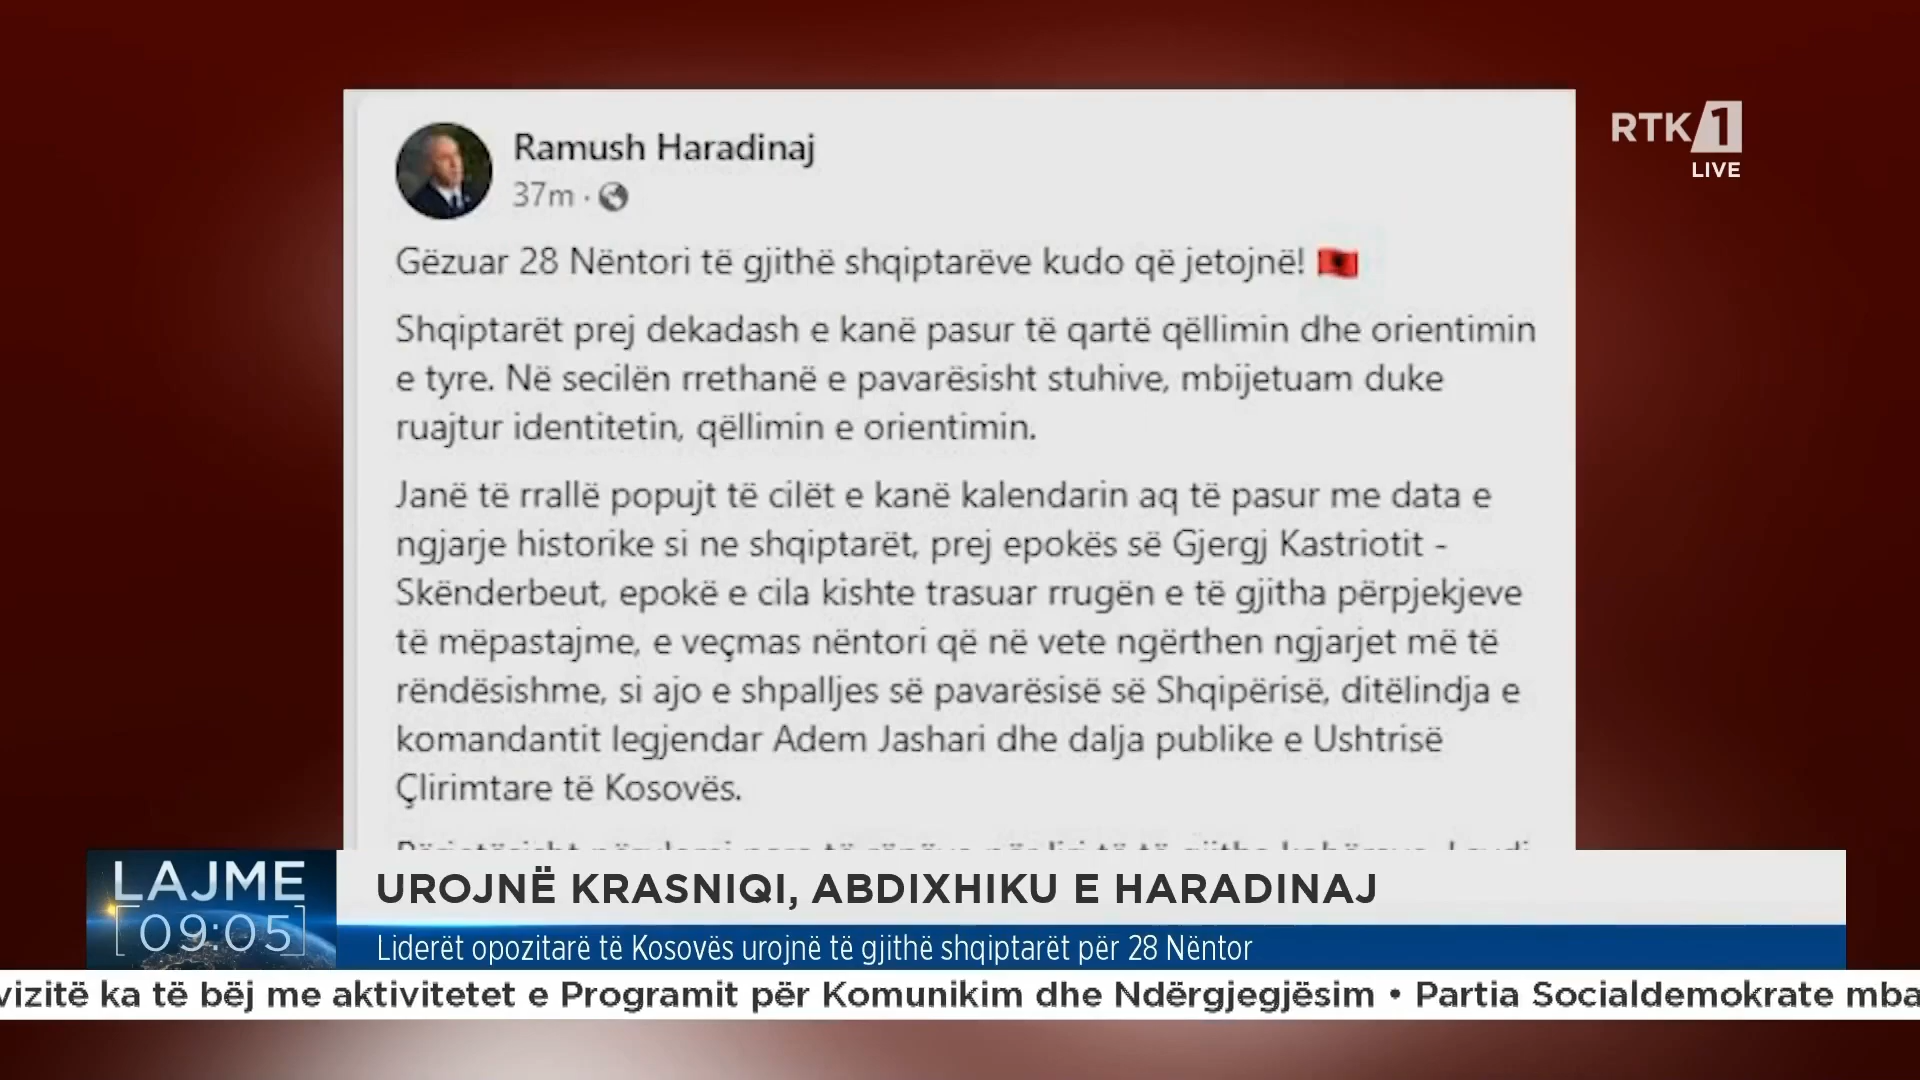 RTK 1
LIVE
Ramush Haradinaj
37m ·
Gëzuar 28 Nëntori të gjithë shqiptarëve kudo që jetojnë!
Shqiptarët prej dekadash e kanë pasur të qartë qëllimin dhe orientimin
e tyre. Në secilën rrethanë e pavarësisht stuhive, mbijetuam duke
ruajtur identitetin, qëllimin e orientimin.
Janë të rrallë popujt të cilët e kanë kalendarin aq të pasur me data e
ngjarje historike si ne shqiptarët, prej epokës së Gjergj Kastriotit -
Skënderbeut, epokë e cila kishte trasuar rrugën e të gjitha përpjekjeve
të mëpastajme, e veçmas nëntori që në vete ngërthen ngjarjet më të
rëndësishme, si ajo e shpalljes së pavarësisë së Shqipërisë, ditëlindja e
komandantit legjendar Adem Jashari dhe dalja publike e Ushtrisë
Çlirimtare të Kosovës.
LAJME
09:05
UROJNË KRASNIQI, ABDIXHIKU E HARADINAJ
Liderët opozitarë të Kosovës urojnë të gjithë shqiptarët për 28 Nëntor
vizitë ka të bëj me aktivitetet e Programit për Komunikim dhe Ndërgjegjësim • Partia Socialdemokrate mba